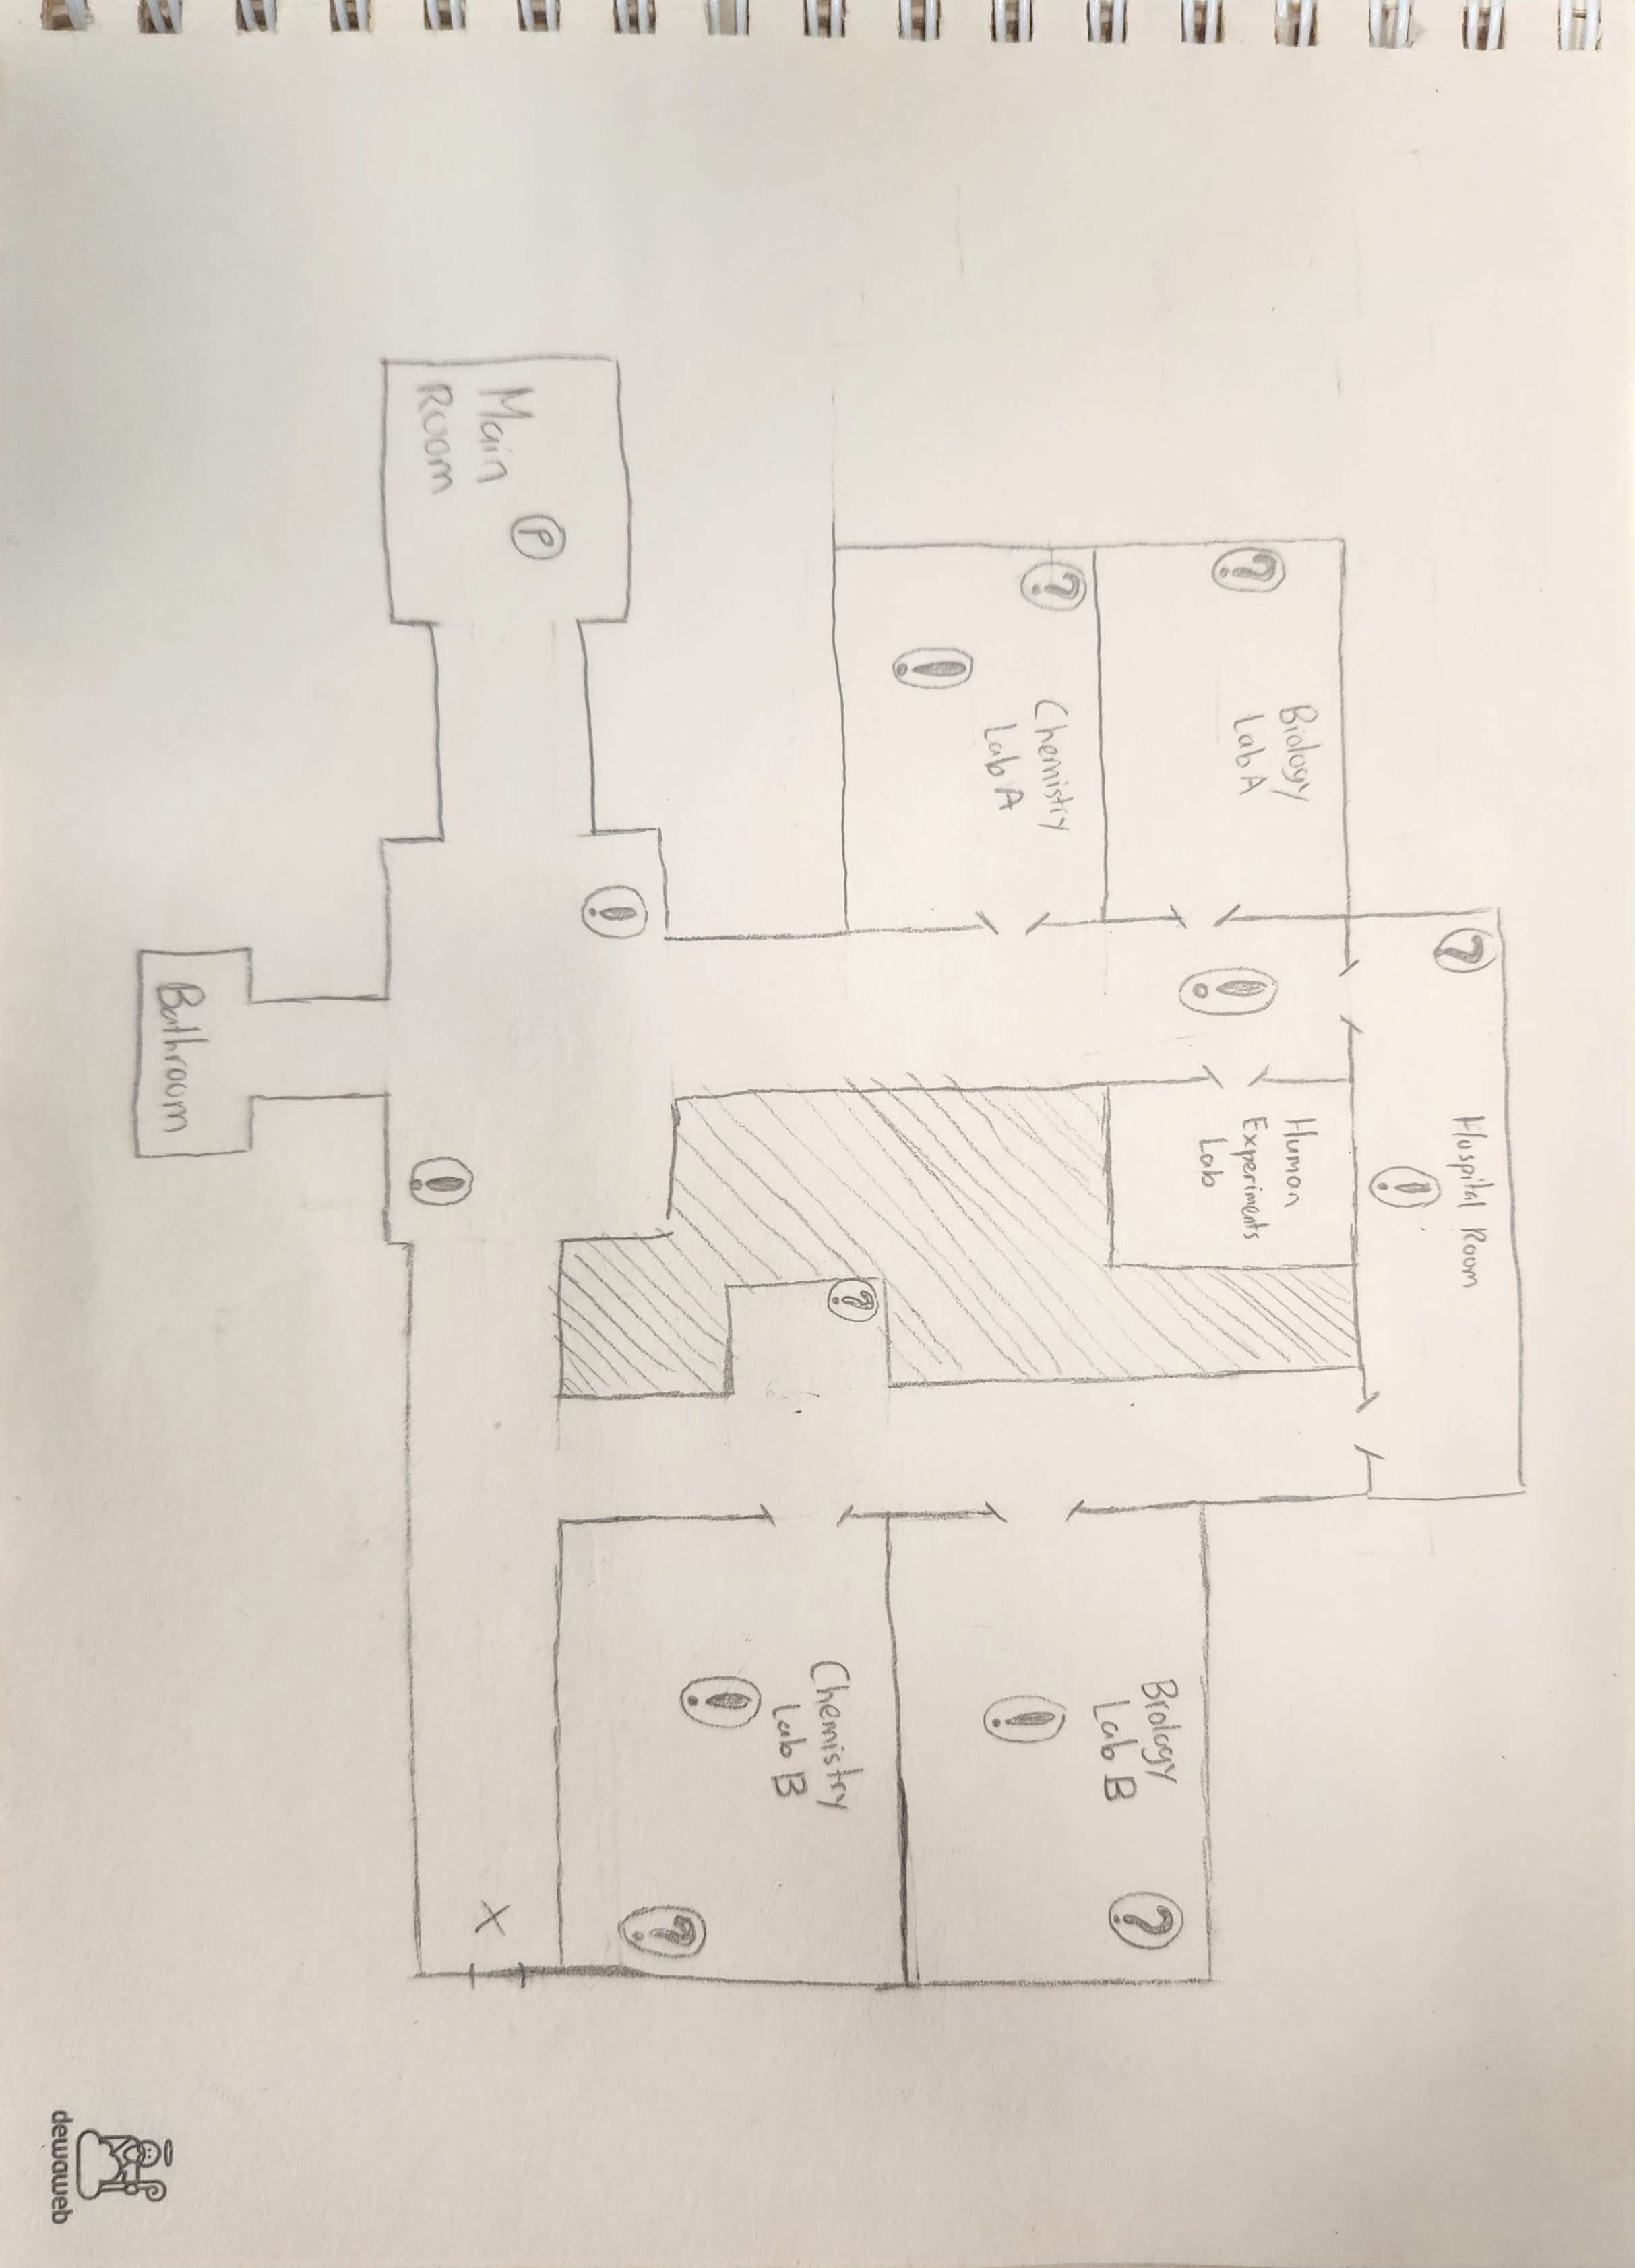 ?
Hospital Room
!
Biology
Lab A
?
Human
Experiments
Lab
!
Biology
Lab B
?
!
Chemistry
Lab A
?
!
Chemistry
Lab B
!
?
?
!
Main
Room
P
!
X
Bathroom
dewaweb